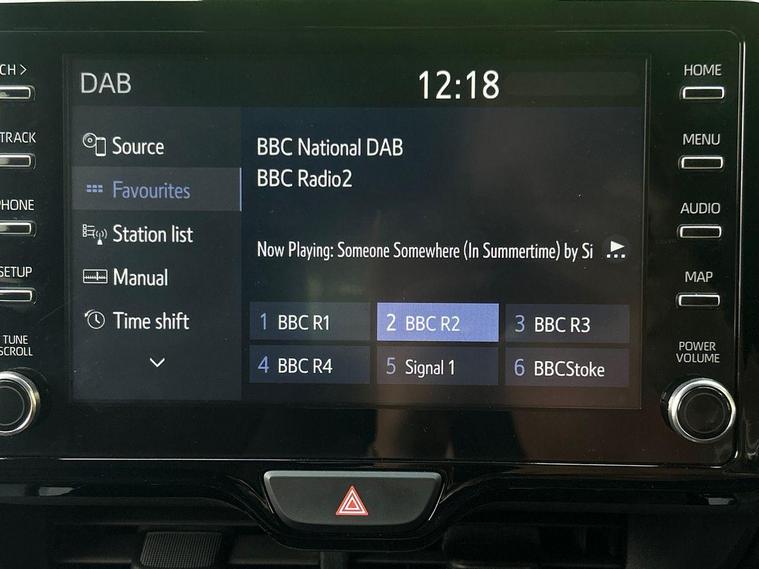 CH >
TRACK
PHONE
SETUP
TUNE
SCROLL
DAB
12:18
Source
Favourites
Station list
Manual
Time shift
BBC National DAB
BBC Radio2
Now Playing: Someone Somewhere (In Summertime) by Si
1 BBC R1
2 BBC R2
3 BBC R3
4 BBC R4
5 Signal 1
6 BBCStoke
HOME
MENU
AUDIO
MAP
POWER
VOLUME